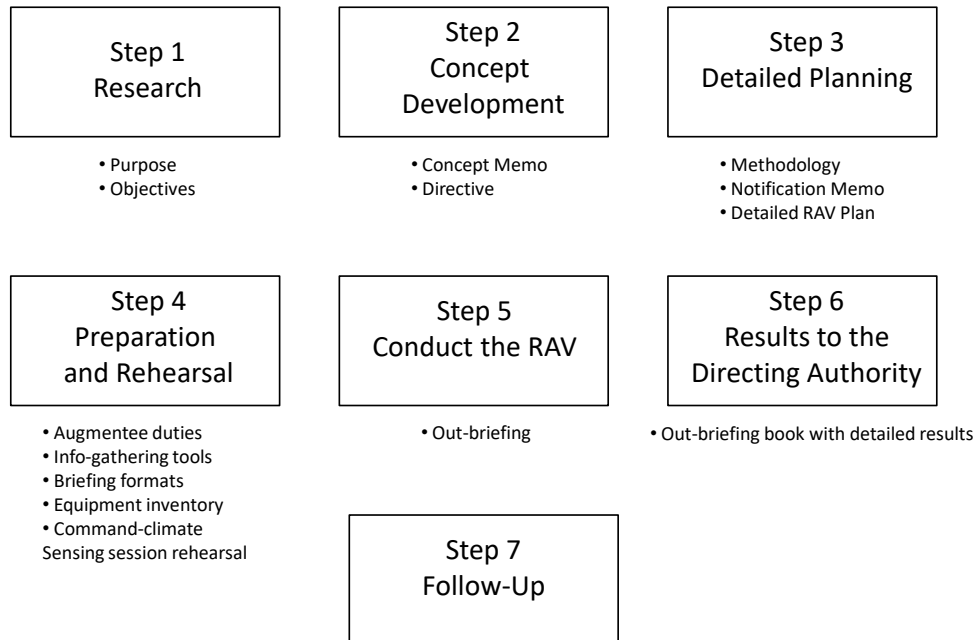 Step 1
Research
• Purpose
• Objectives
Step 2
Concept
Development
• Concept Memo
• Directive
Step 3
Detailed Planning
• Methodology
• Notification Memo
• Detailed RAV Plan
Step 4
Preparation
and Rehearsal
• Augmentee duties
• Info-gathering tools
• Briefing formats
• Equipment inventory
• Command-climate
Sensing session rehearsal
Step 5
Conduct the RAV
• Out-briefing
Step 6
Results to the
Directing Authority
• Out-briefing book with detailed results
Step 7
Follow-Up